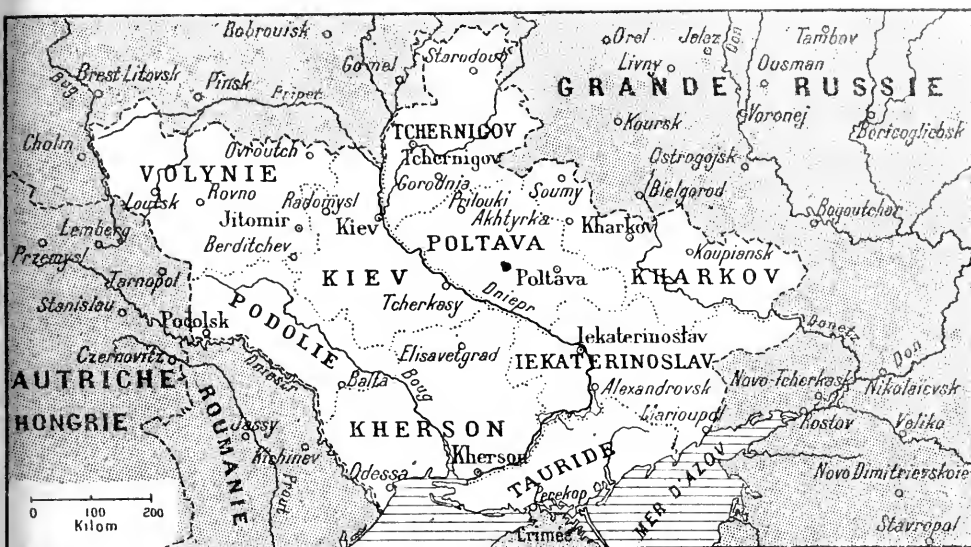 Bobrouisk
Orel
Jelez
Don
Tambov
Gomel
Starodoub
Livny
Ousman
Bug
Brest Litovsk
Pinsk
Pripet
GRANDE RUSSIE
Voronej
Koursk
TCHERNIGOV
Tchernigov
Cholm
Ovroutch
Ostrogojsk
VOLYNIE
Gorodnia
Soumy
Bielgorod
Loutsk
Rovno
Radomysl
Prilouki
Akhtyrka
Bogoutchar
Jitomir
Kiev
Kharkov
Lemberg
Berditchev
POLTAVA
Koupiansk
Przemysl
Tarnopol
KIEV
Poltava
KHARKOV
Stanislau
Tcherkasy
Dniepr
PODOLIE
Podolsk
Iekaterinoslav
Donetz
Czernovitz
Dniestr
Elisavetgrad
IEKATERINOSLAV
Don
AUTRICHE
HONGRIE
Balta
Boug
Alexandrovsk
Novo-Tcherkask
Nikolaievsk
ROUMANIE
Marioupol
Jassy
KHERSON
Rostov
Veliko
Kichinev
Kherson
Odessa
TAURIDE
MER D'AZOV
Novo Dimitrievskoie
Prout
Perekop
0 100 200
Kilom
Crimée
Stavropol